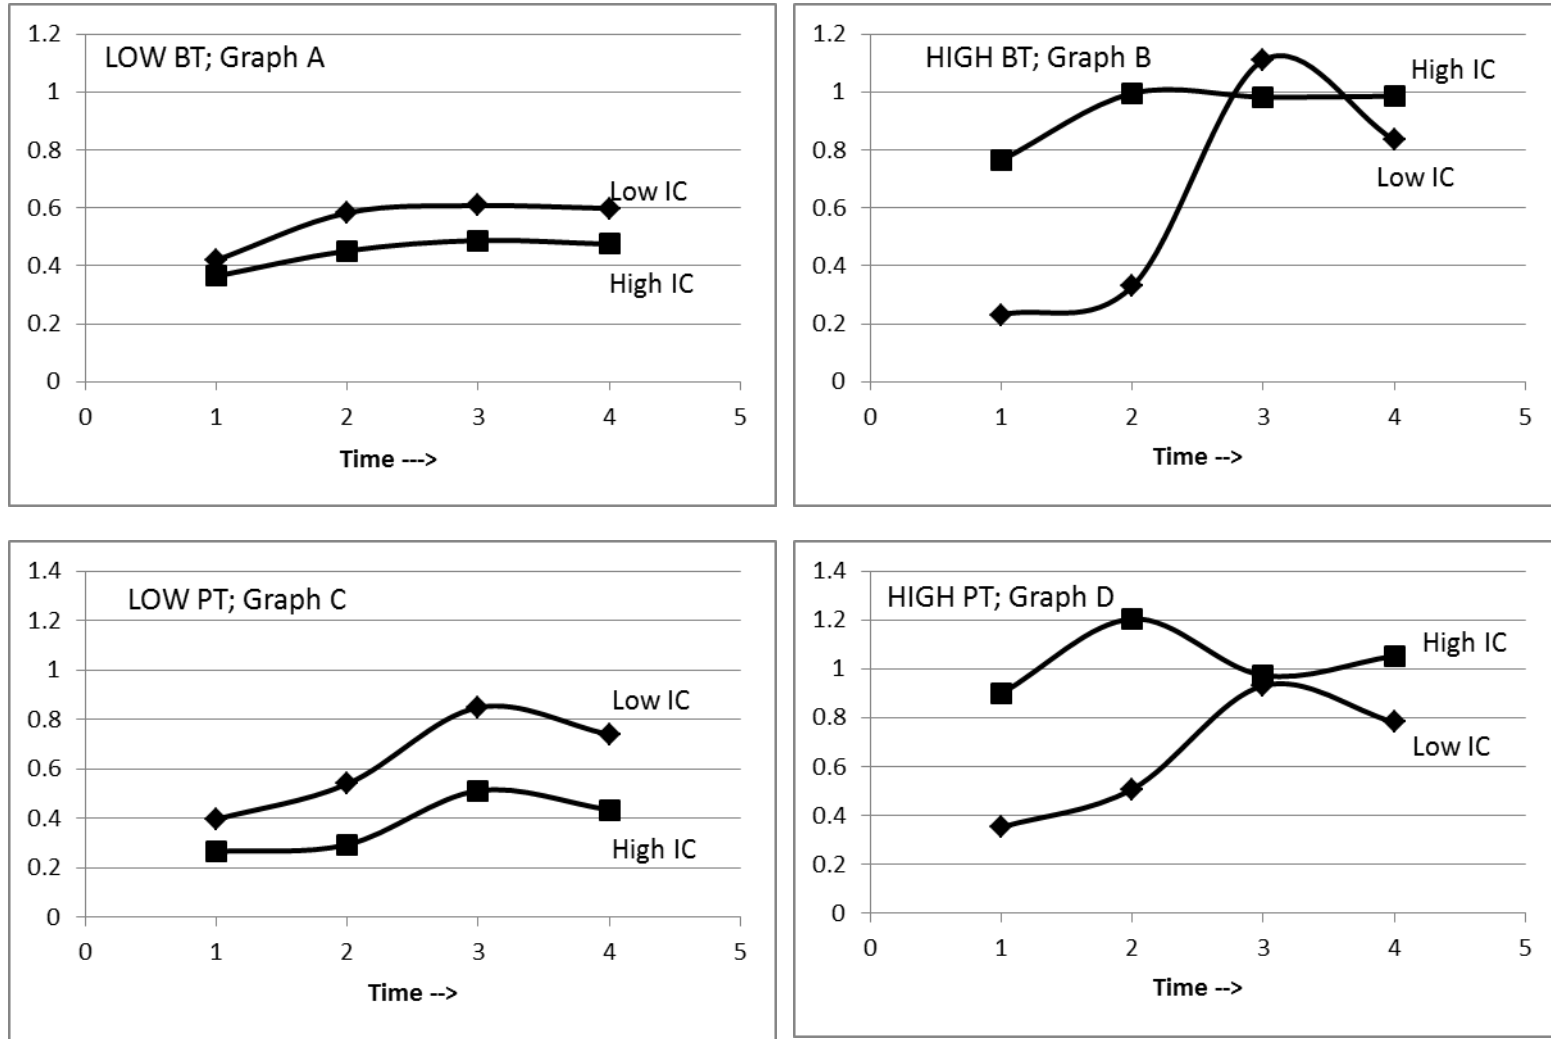 LOW BT; Graph A
1.2
1
0.8
0.6
0.4
0.2
0
Low IC
High IC
0 1 2 3 4 5
Time --->
HIGH BT; Graph B
1.2
1
0.8
0.6
0.4
0.2
0
High IC
Low IC
0 1 2 3 4 5
Time -->
LOW PT; Graph C
1.4
1.2
1
0.8
0.6
0.4
0.2
0
Low IC
High IC
0 1 2 3 4 5
Time -->
HIGH PT; Graph D
1.4
1.2
1
0.8
0.6
0.4
0.2
0
High IC
Low IC
0 1 2 3 4 5
Time -->